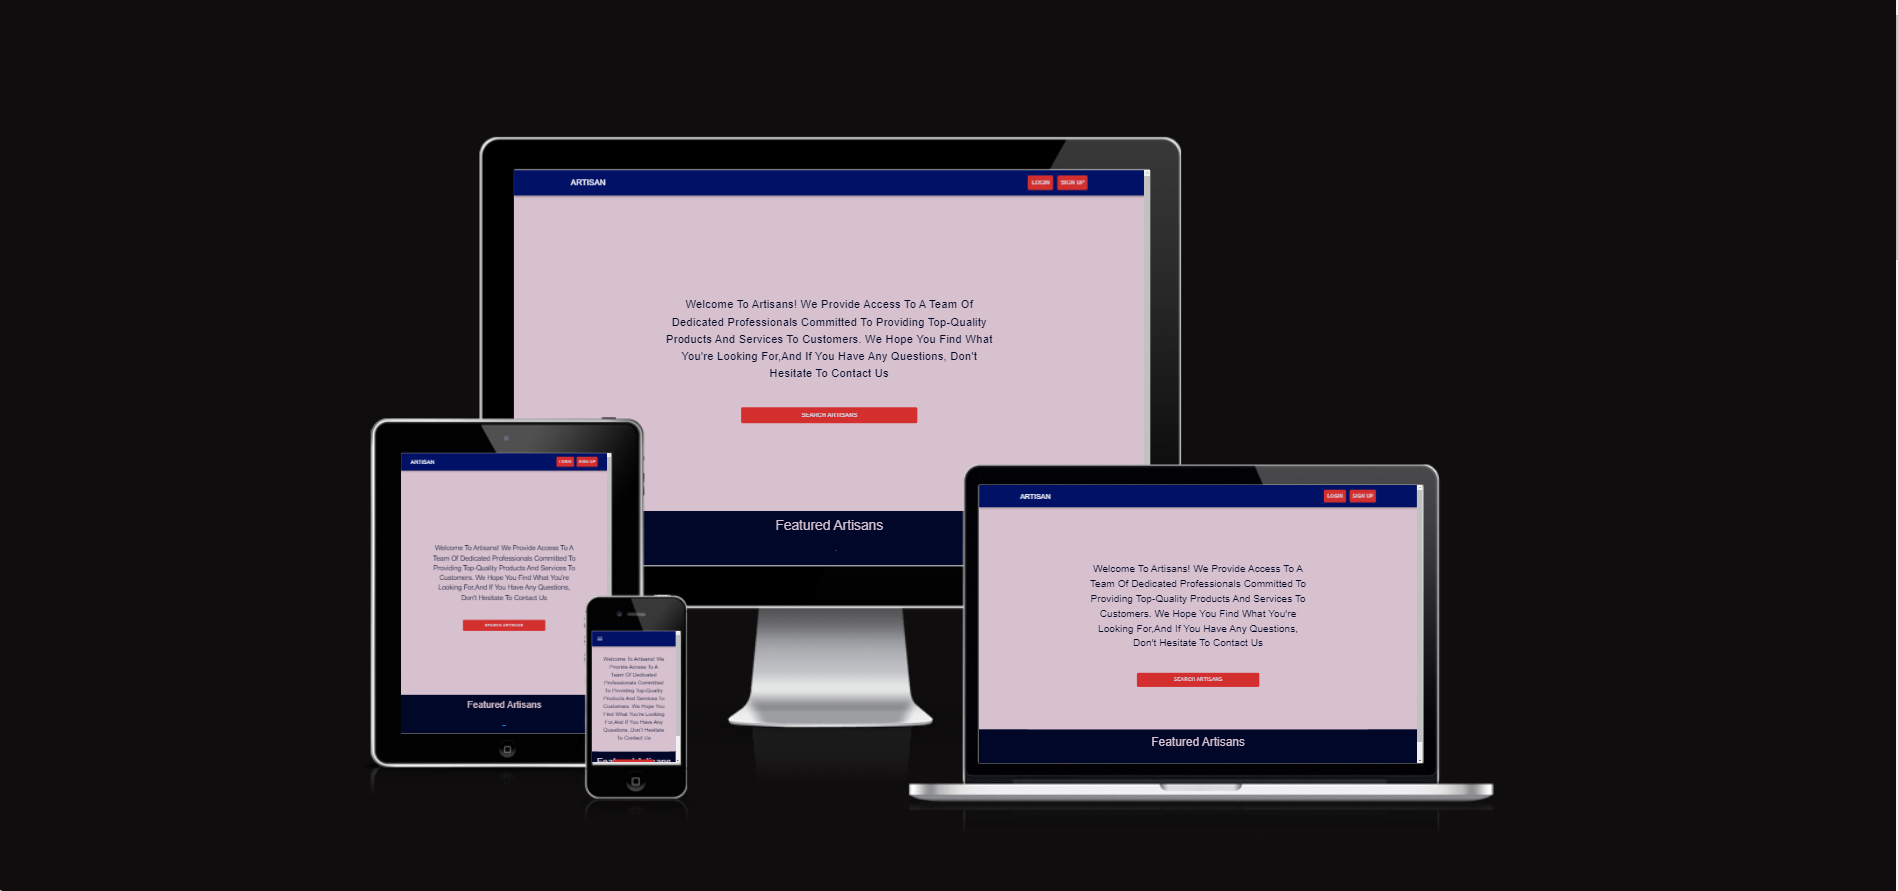 ARTISAN
LOGIN
SIGN UP
Welcome To Artisans! We Provide Access To A Team Of
Dedicated Professionals Committed To Providing Top-Quality
Products And Services To Customers. We Hope You Find What
You're Looking For,And If You Have Any Questions, Don't
Hesitate To Contact Us
SEARCH ARTISANS
Featured Artisans
ARTISAN
LOGIN
SIGN UP
Welcome To Artisans! We Provide Access To A
Team Of Dedicated Professionals Committed To
Providing Top-Quality Products And Services To
Customers. We Hope You Find What You're
Looking For,And If You Have Any Questions,
Don't Hesitate To Contact Us
SEARCH ARTISANS
Featured Artisans
Welcome To Artisans! We
Provide Access To A
Team Of Dedicated
Professionals Committed
To Providing Top-Quality
Products And Services To
Customers. We Hope You
Find What You're Looking
For,And If You Have Any
Questions, Don't Hesitate
To Contact Us
ARTISAN
LOGIN
SIGN UP
Welcome To Artisans! We Provide Access To A
Team Of Dedicated Professionals Committed To
Providing Top-Quality Products And Services To
Customers. We Hope You Find What You're
Looking For,And If You Have Any Questions,
Don't Hesitate To Contact Us
SEARCH ARTISANS
Featured Artisans